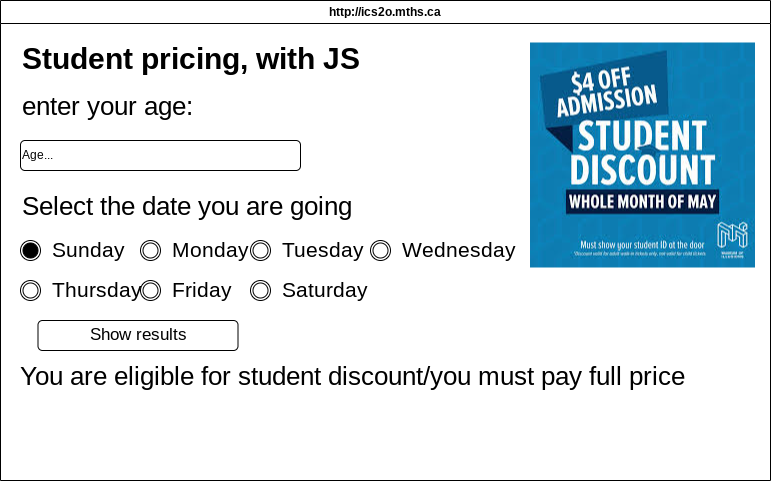 http://ics2o.mths.ca
Student pricing, with JS
enter your age:
Age...
Select the date you are going
Sunday Monday Tuesday Wednesday
Thursday Friday Saturday
Show results
You are eligible for student discount/you must pay full price
$4 OFF
ADMISSION
STUDENT
DISCOUNT
WHOLE MONTH OF MAY
Must show your student ID at the door